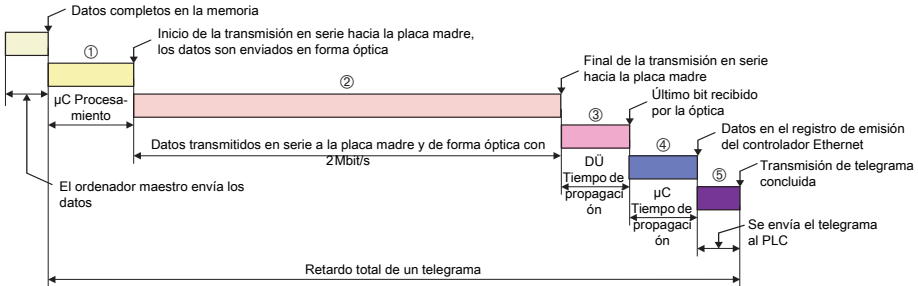 Datos completos en la memoria
Inicio de la transmisión en serie hacia la placa madre,
los datos son enviados en forma óptica
①
②
Final de la transmisión en serie
hacia la placa madre
Último bit recibido
por la óptica
µC Procesa-
miento
③
Datos en el registro de emisión
del controlador Ethernet
Datos transmitidos en serie a la placa madre y de forma óptica con
2Mbit/s
④
DÜ
Tiempo de
propagaci
ón
⑤
Transmisión de telegrama
concluida
El ordenador maestro envía los
datos
µC
Tiempo de
propagaci
ón
Se envía el telegrama
al PLC
Retardo total de un telegrama